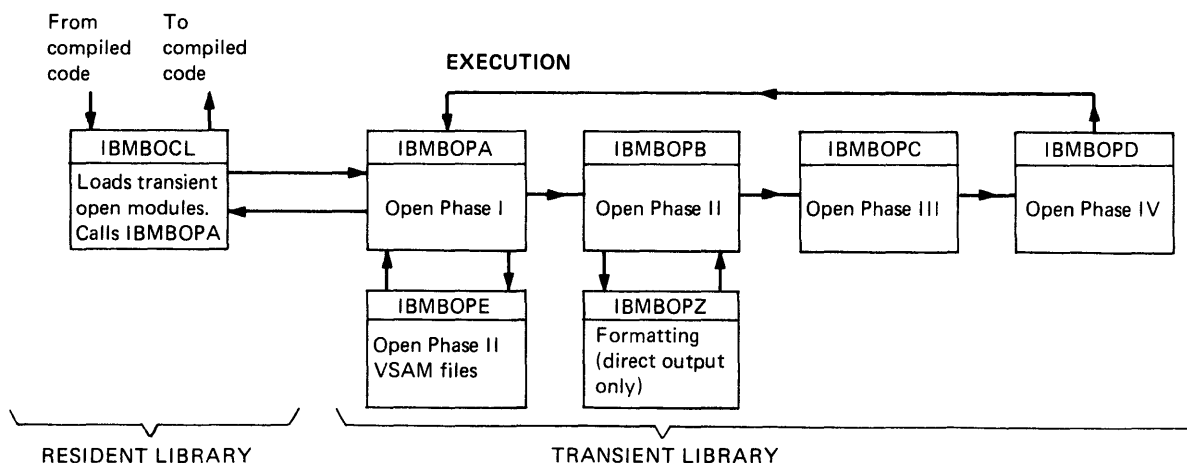 From
compiled
code
To
compiled
code
EXECUTION
IBMBOCL
Loads transient
open modules.
Calls IBMBOPA
IBMBOPA
Open Phase I
IBMBOPB
Open Phase II
IBMBOPC
Open Phase III
IBMBOPD
Open Phase IV
IBMBOPE
Open Phase II
VSAM files
IBMBOPZ
Formatting
(direct output
only)
RESIDENT LIBRARY
TRANSIENT LIBRARY